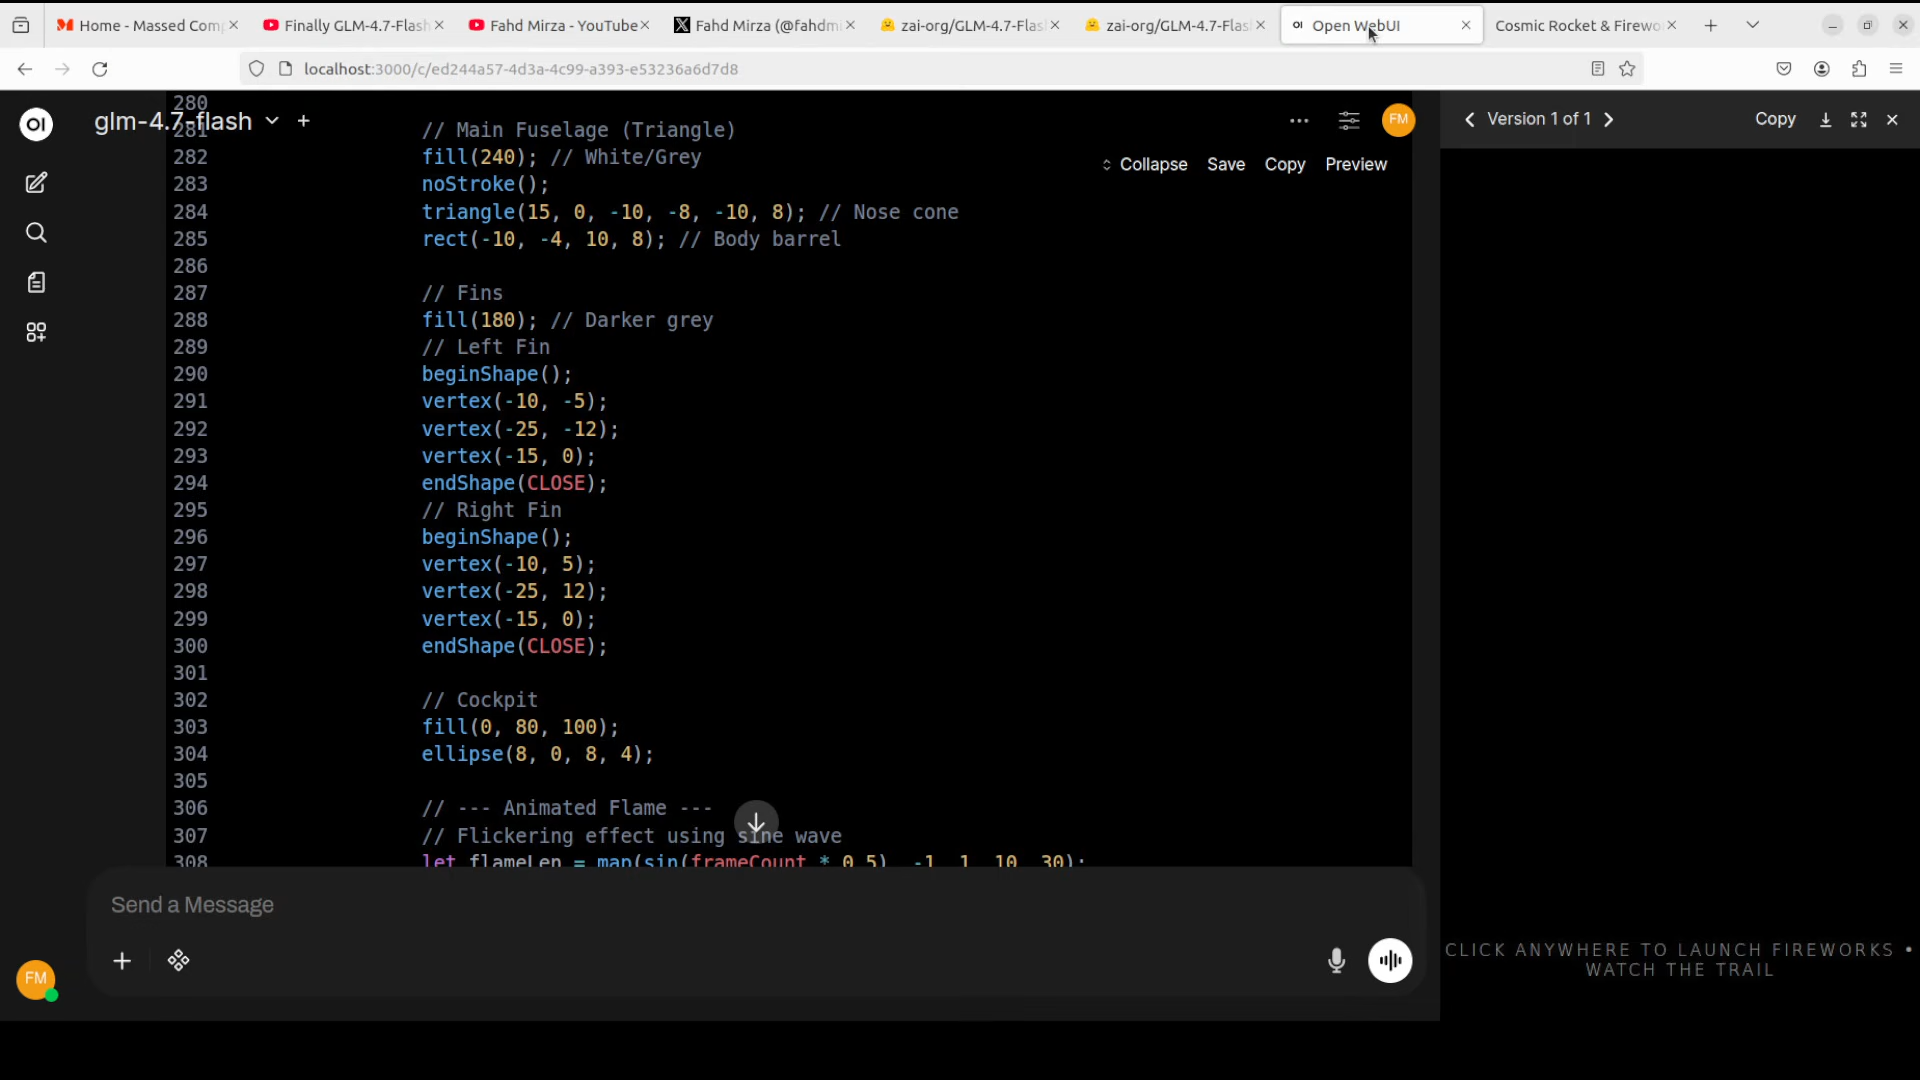 Home - Massed Comp
Finally GLM-4.7-Flash
Fahd Mirza - YouTube
Fahd Mirza (@fahdmi
zai-org/GLM-4.7-Flas
zai-org/GLM-4.7-Flas
OI Open WebUI
Cosmic Rocket & Firewo
localhost:3000/c/ed244a57-4d3a-4c99-a393-e53236a6d7d8
OI
glm-4.7-flash
FM
Version 1 of 1
Copy
Collapse Save Copy Preview
280
281 // Main Fuselage (Triangle)
282 fill(240); // White/Grey
283 noStroke();
284 triangle(15, 0, -10, -8, -10, 8); // Nose cone
285 rect(-10, -4, 10, 8); // Body barrel
286
287 // Fins
288 fill(180); // Darker grey
289 // Left Fin
290 beginShape();
291 vertex(-10, -5);
292 vertex(-25, -12);
293 vertex(-15, 0);
294 endShape(CLOSE);
295 // Right Fin
296 beginShape();
297 vertex(-10, 5);
298 vertex(-25, 12);
299 vertex(-15, 0);
300 endShape(CLOSE);
301
302 // Cockpit
303 fill(0, 80, 100);
304 ellipse(8, 0, 8, 4);
305
306 // --- Animated Flame ---
307 // Flickering effect using sine wave
308 let flameLen = map(sin(frameCount * 0.5), -1, 1, 10, 30);
Send a Message
FM
CLICK ANYWHERE TO LAUNCH FIREWORKS •
WATCH THE TRAIL